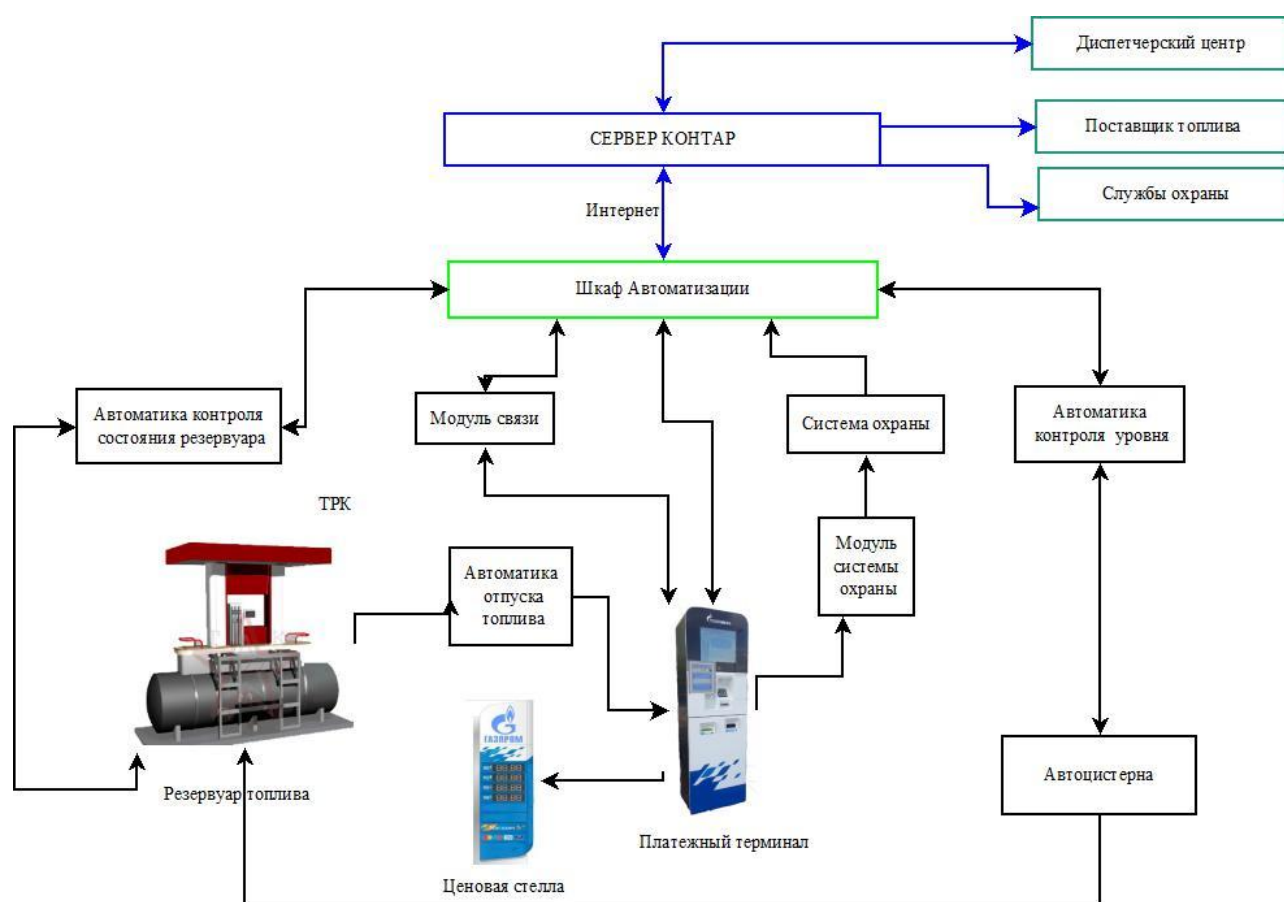 Диспетчерский центр
СЕРВЕР КОНТАР
Поставщик топлива
Службы охраны
Интернет
Шкаф Автоматизации
Автоматика контроля
состояния резервуара
Модуль связи
Система охраны
Автоматика
контроля уровня
ТРК
Автоматика
отпуска
топлива
Модуль
системы
охраны
ГАЗПРОМ
Автоцистерна
Резервуар топлива
Платежный терминал
Ценовая стелла